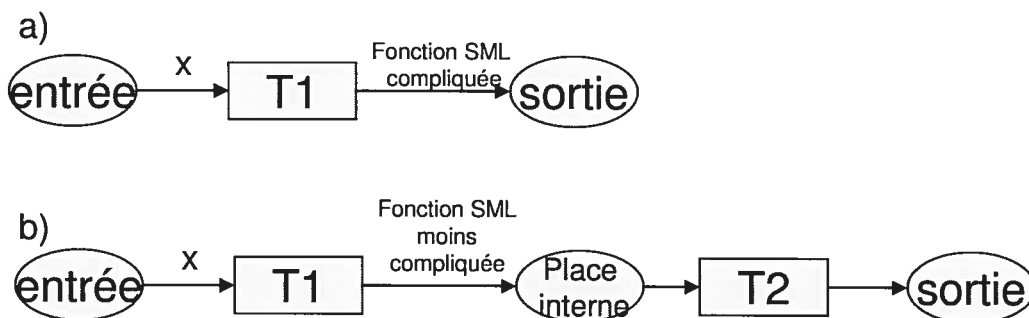 a)
entrée
x
T1
Fonction SML
compliquée
sortie
b)
entrée
x
T1
Fonction SML
moins
compliquée
Place
interne
T2
sortie